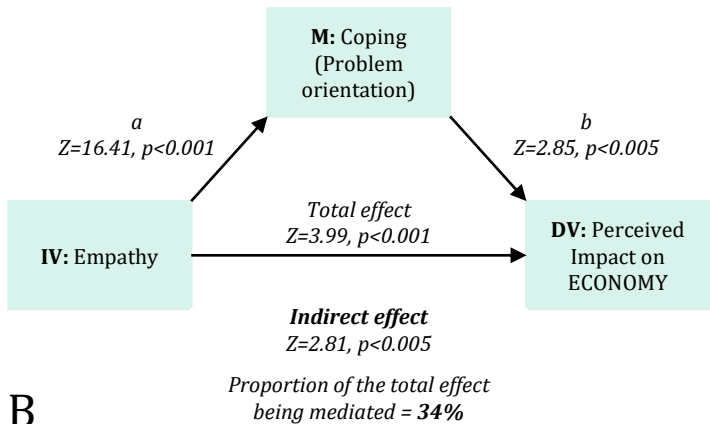 M: Coping
(Problem
orientation)
a
Z=16.41, p<0.001
b
Z=2.85, p<0.005
Total effect
Z=3.99, p<0.001
IV: Empathy
DV: Perceived
Impact on
ECONOMY
Indirect effect
Z=2.81, p<0.005
Proportion of the total effect
being mediated = 34%
B